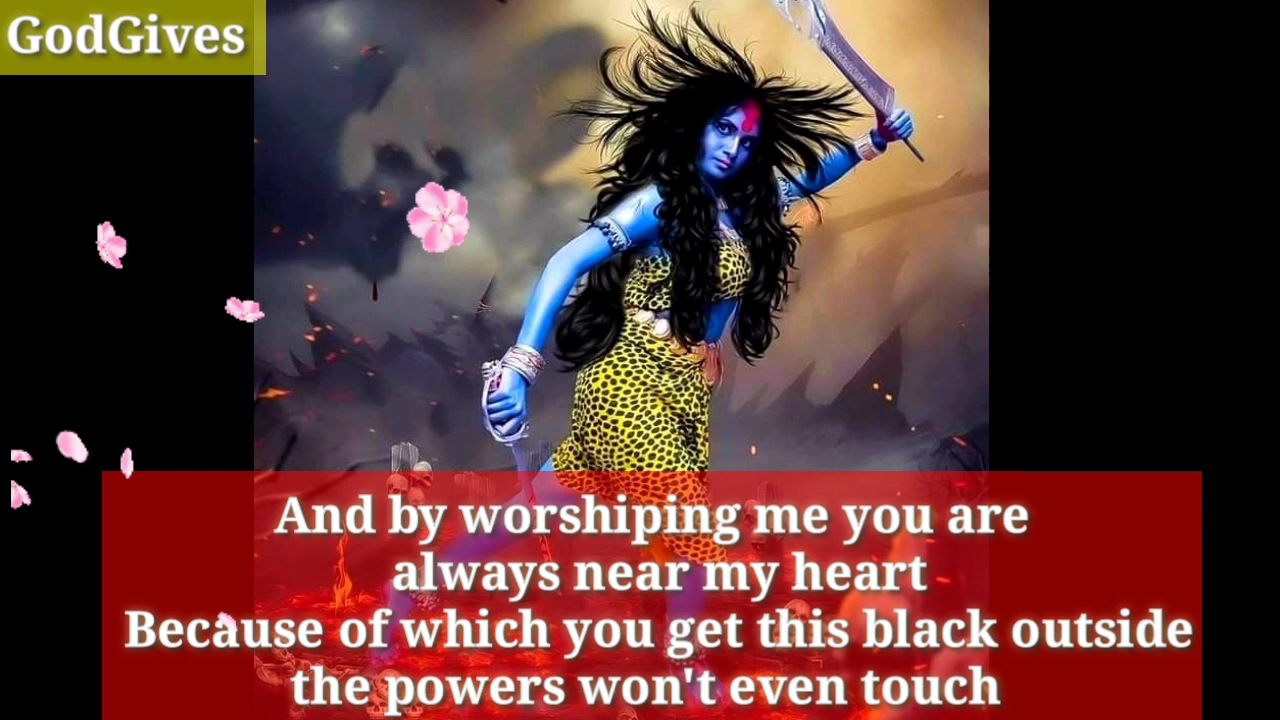 GodGives
And by worshiping me you are
always near my heart
Because of which you get this black outside
the powers won't even touch